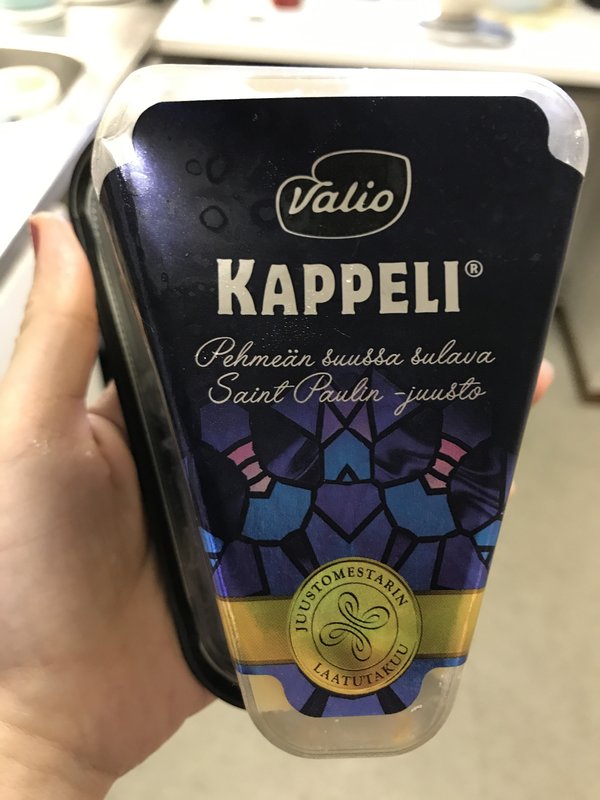 Valio
KAPPELI®
Pehmeän suussa sulava
Saint Paulin -juusto
JUUSTOMESTARIN
LAATUTAKUU